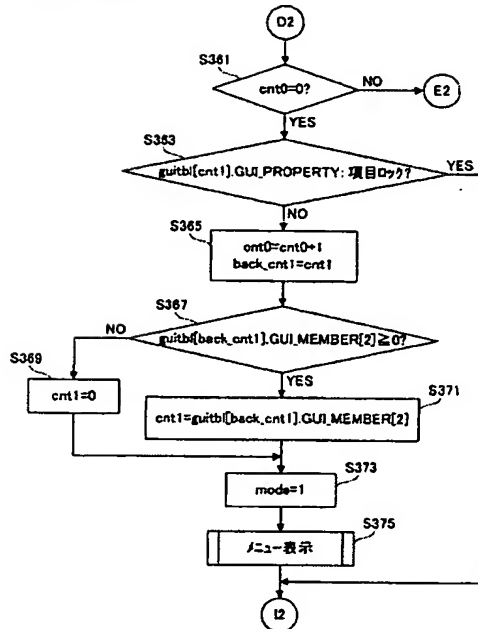 D2
S361
cnt0=0?
NO
E2
YES
S363
guitbl[cnt1].GUI_PROPERTY:項目ロック?
YES
NO
S365
cnt0=cnt0+1
back_cnt1=cnt1
S367
NO
guitbl[back_cnt1].GUI_MEMBER[2]≧0?
S369
YES
S371
cnt1=0
cnt1=guitbl[back_cnt1].GUI_MEMBER[2]
S373
mode=1
S375
メニュー表示
I2